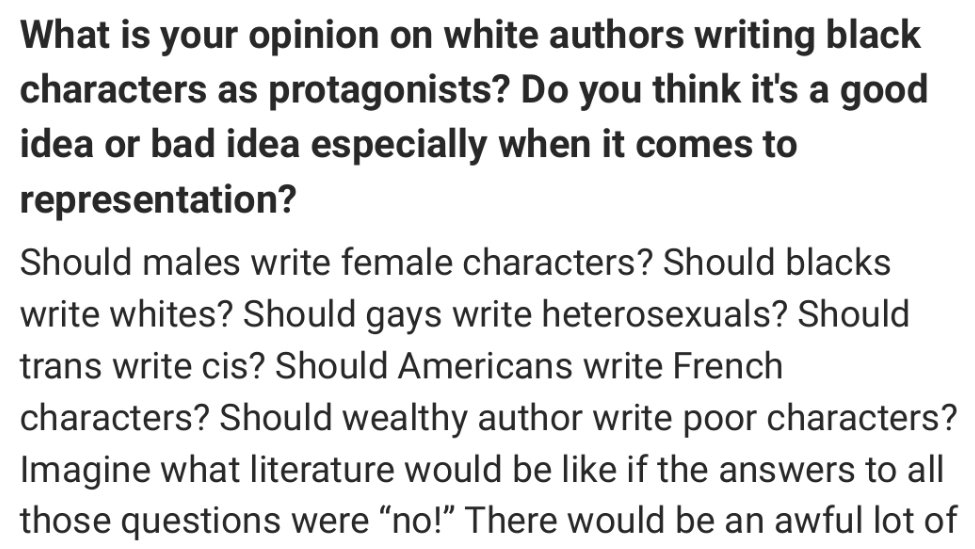 What is your opinion on white authors writing black
characters as protagonists? Do you think it's a good
idea or bad idea especially when it comes to
representation?
Should males write female characters? Should blacks
write whites? Should gays write heterosexuals? Should
trans write cis? Should Americans write French
characters? Should wealthy author write poor characters?
Imagine what literature would be like if the answers to all
those questions were “no!” There would be an awful lot of